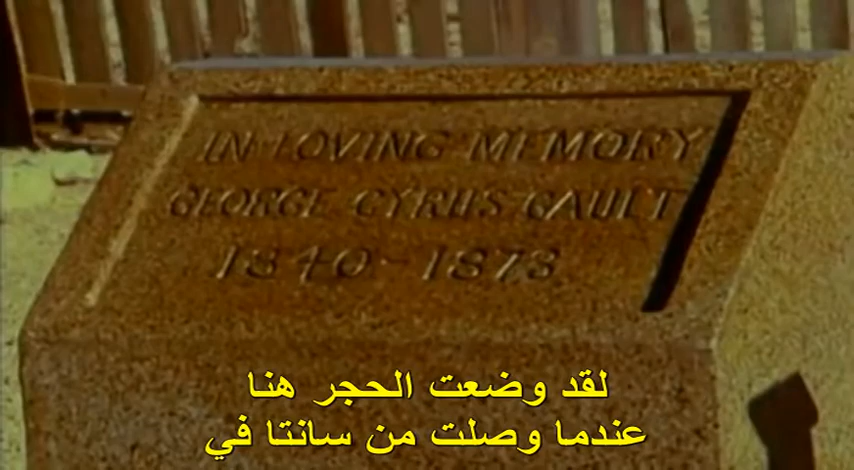 IN LOVING MEMORY
GEORGE CYRUS GAULT
1840-1873
لقد وضعت الحجر هنا
عندما وصلت من سانتا في